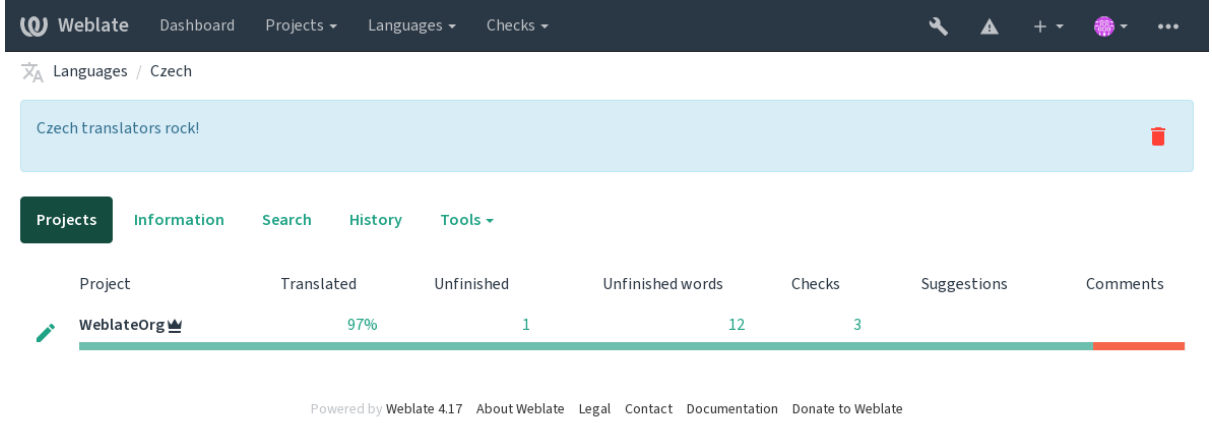 Weblate Dashboard Projects Languages Checks
Languages / Czech
Czech translators rock!
Projects Information Search History Tools
Project Translated Unfinished Unfinished words Checks Suggestions Comments
WeblateOrg 97% 1 12 3
Powered by Weblate 4.17 About Weblate Legal Contact Documentation Donate to Weblate